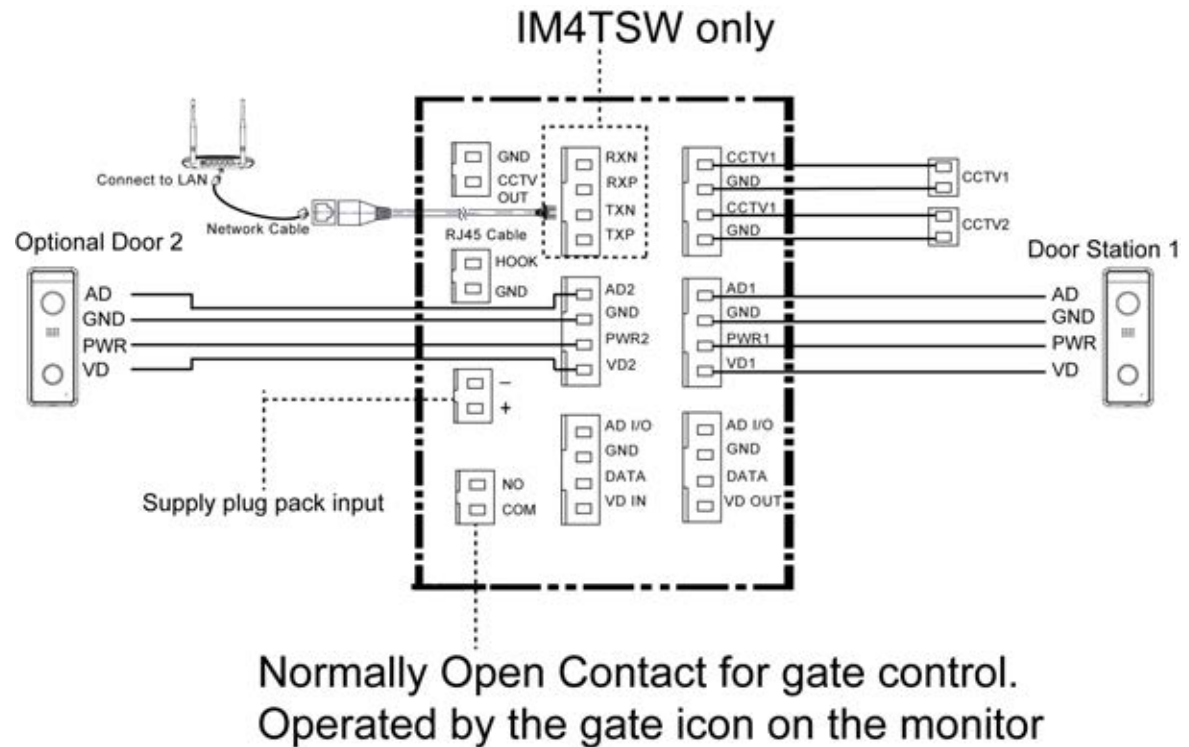 IM4TSW only
Connect to LAN
Network Cable
RJ45 Cable
GND
CCTV
OUT
RXN
RXP
TXN
TXP
CCTV1
GND
CCTV1
GND
CCTV1
CCTV2
Optional Door 2
AD
GND
PWR
VD
HOOK
GND
AD2
GND
PWR2
VD2
AD1
GND
PWR1
VD1
Door Station 1
AD
GND
PWR
VD
–
+
Supply plug pack input
NO
COM
AD I/O
GND
DATA
VD IN
AD I/O
GND
DATA
VD OUT
Normally Open Contact for gate control.
Operated by the gate icon on the monitor